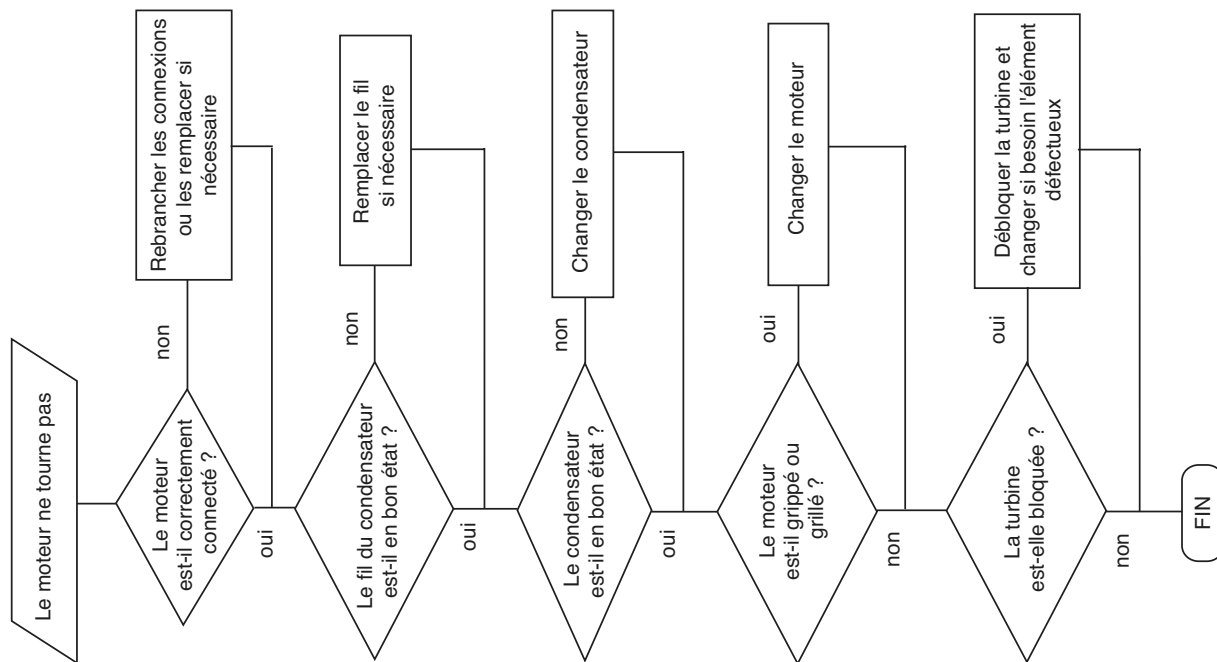 Le moteur ne tourne pas
Le moteur
est-il correctement
connecté ?
non
Rebrancher les connexions
ou les remplacer si
nécessaire
oui
Le fil du condensateur
est-il en bon état ?
non
Remplacer le fil
si nécessaire
oui
Le condensateur
est-il en bon état ?
non
Changer le condensateur
oui
Le moteur
est-il grippé ou
grillé ?
oui
Changer le moteur
non
La turbine
est-elle bloquée ?
oui
Débloquer la turbine et
changer si besoin l'élément
défectueux
non
FIN